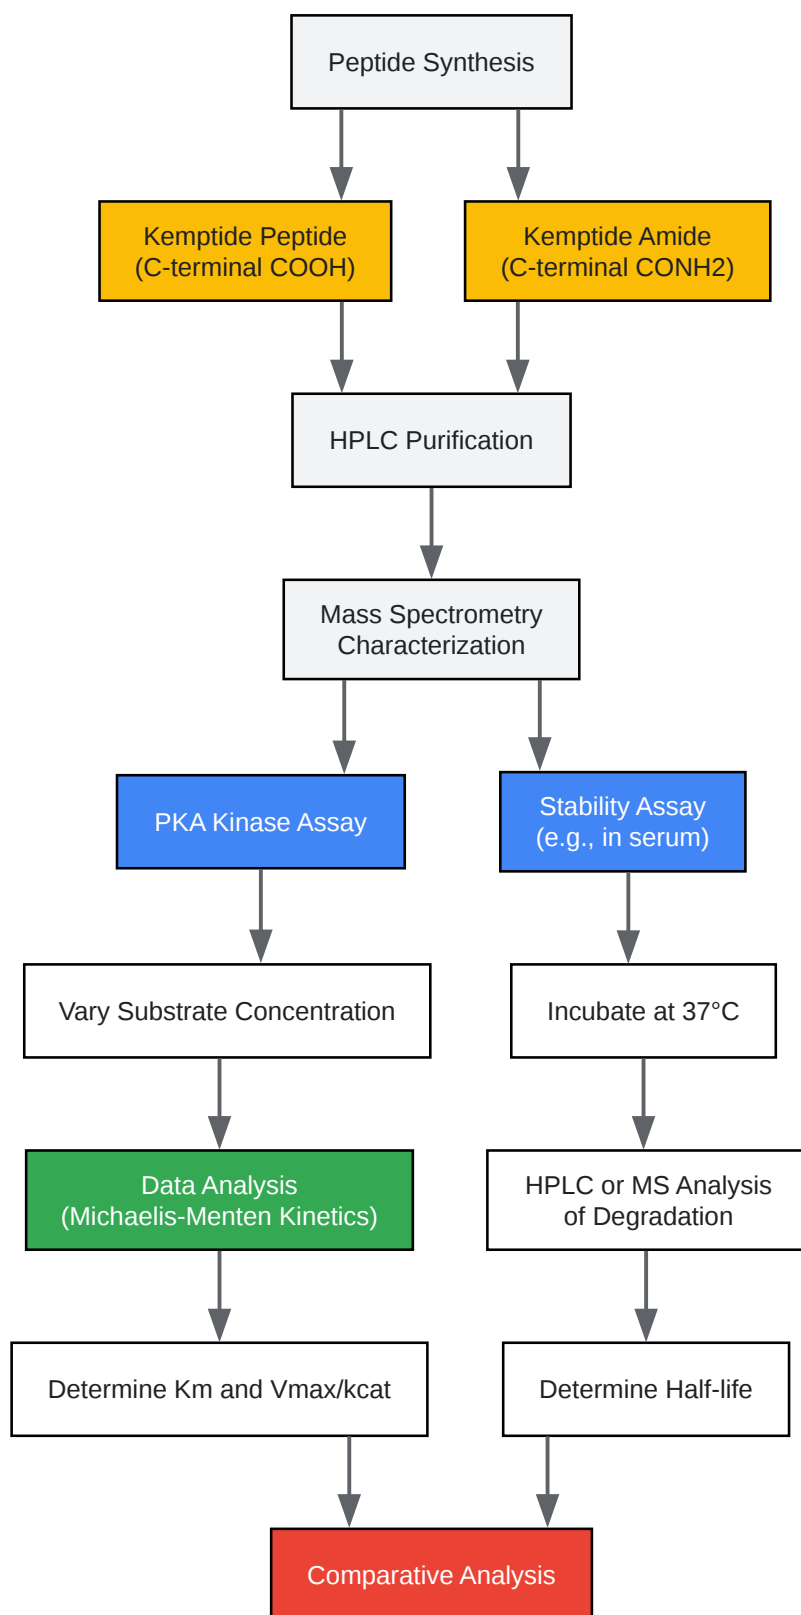 Peptide Synthesis
Kemptide Peptide
(C-terminal COOH)
Kemptide Amide
(C-terminal CONH2)
HPLC Purification
Mass Spectrometry
Characterization
PKA Kinase Assay
Stability Assay
(e.g., in serum)
Vary Substrate Concentration
Incubate at 37°C
Data Analysis
(Michaelis-Menten Kinetics)
HPLC or MS Analysis
of Degradation
Determine Km and Vmax/kcat
Determine Half-life
Comparative Analysis